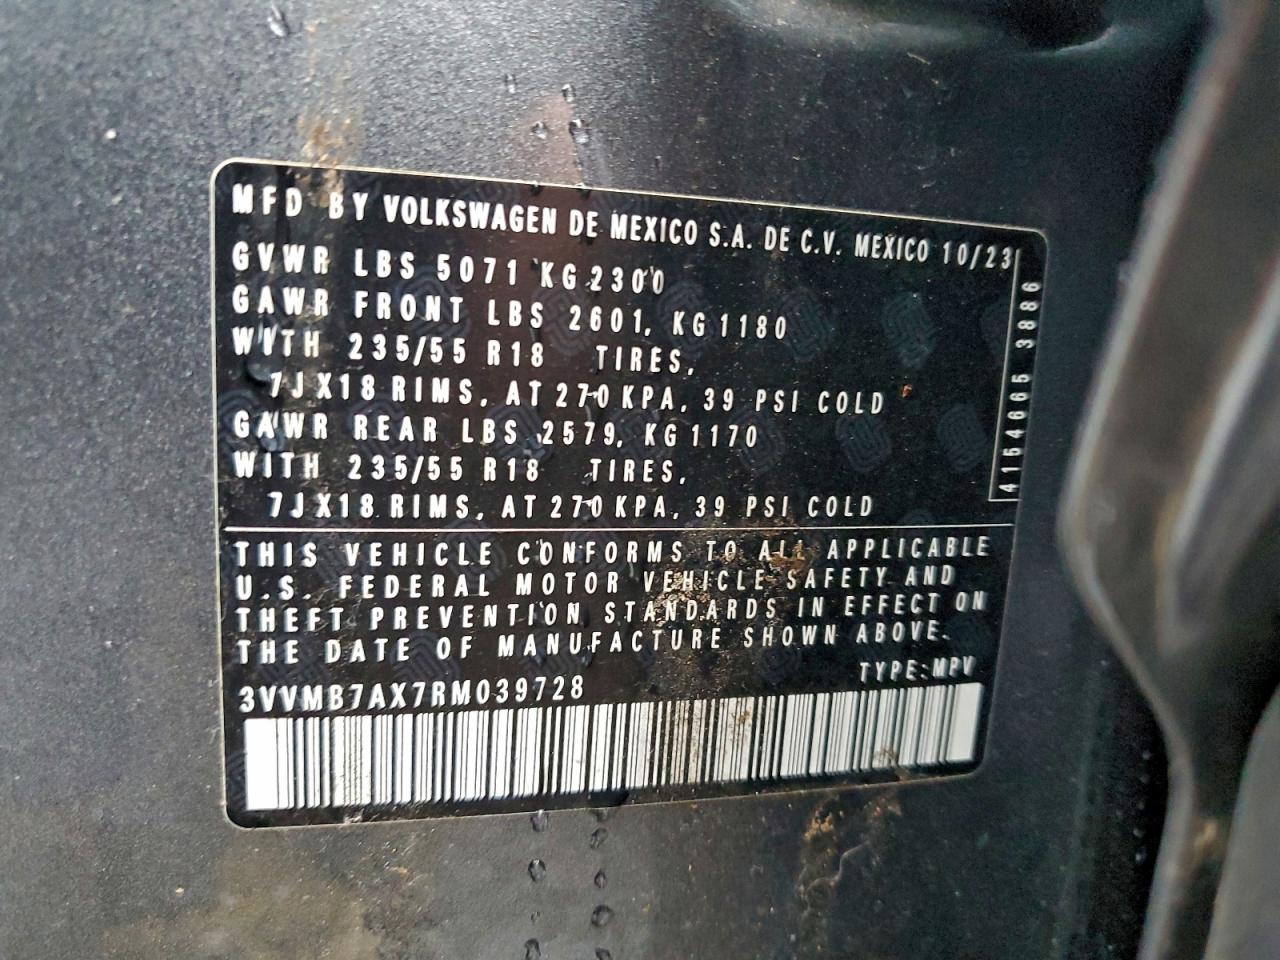 MFD BY VOLKSWAGEN DE MEXICO S.A. DE C.V. MEXICO 10/23
GVWR LBS 5071 KG 2300
GAWR FRONT LBS 2601, KG 1180
WITH 235/55 R18 TIRES,
7JX18 RIMS, AT 270 KPA, 39 PSI COLD
GAWR REAR LBS 2579, KG 1170
WITH 235/55 R18 TIRES,
7JX18 RIMS, AT 270 KPA, 39 PSI COLD
4154665 3886
THIS VEHICLE CONFORMS TO ALL APPLICABLE
U.S. FEDERAL MOTOR VEHICLE SAFETY AND
THEFT PREVENTION STANDARDS IN EFFECT ON
THE DATE OF MANUFACTURE SHOWN ABOVE.
TYPE:MPV
3VVMB7AX7RM039728